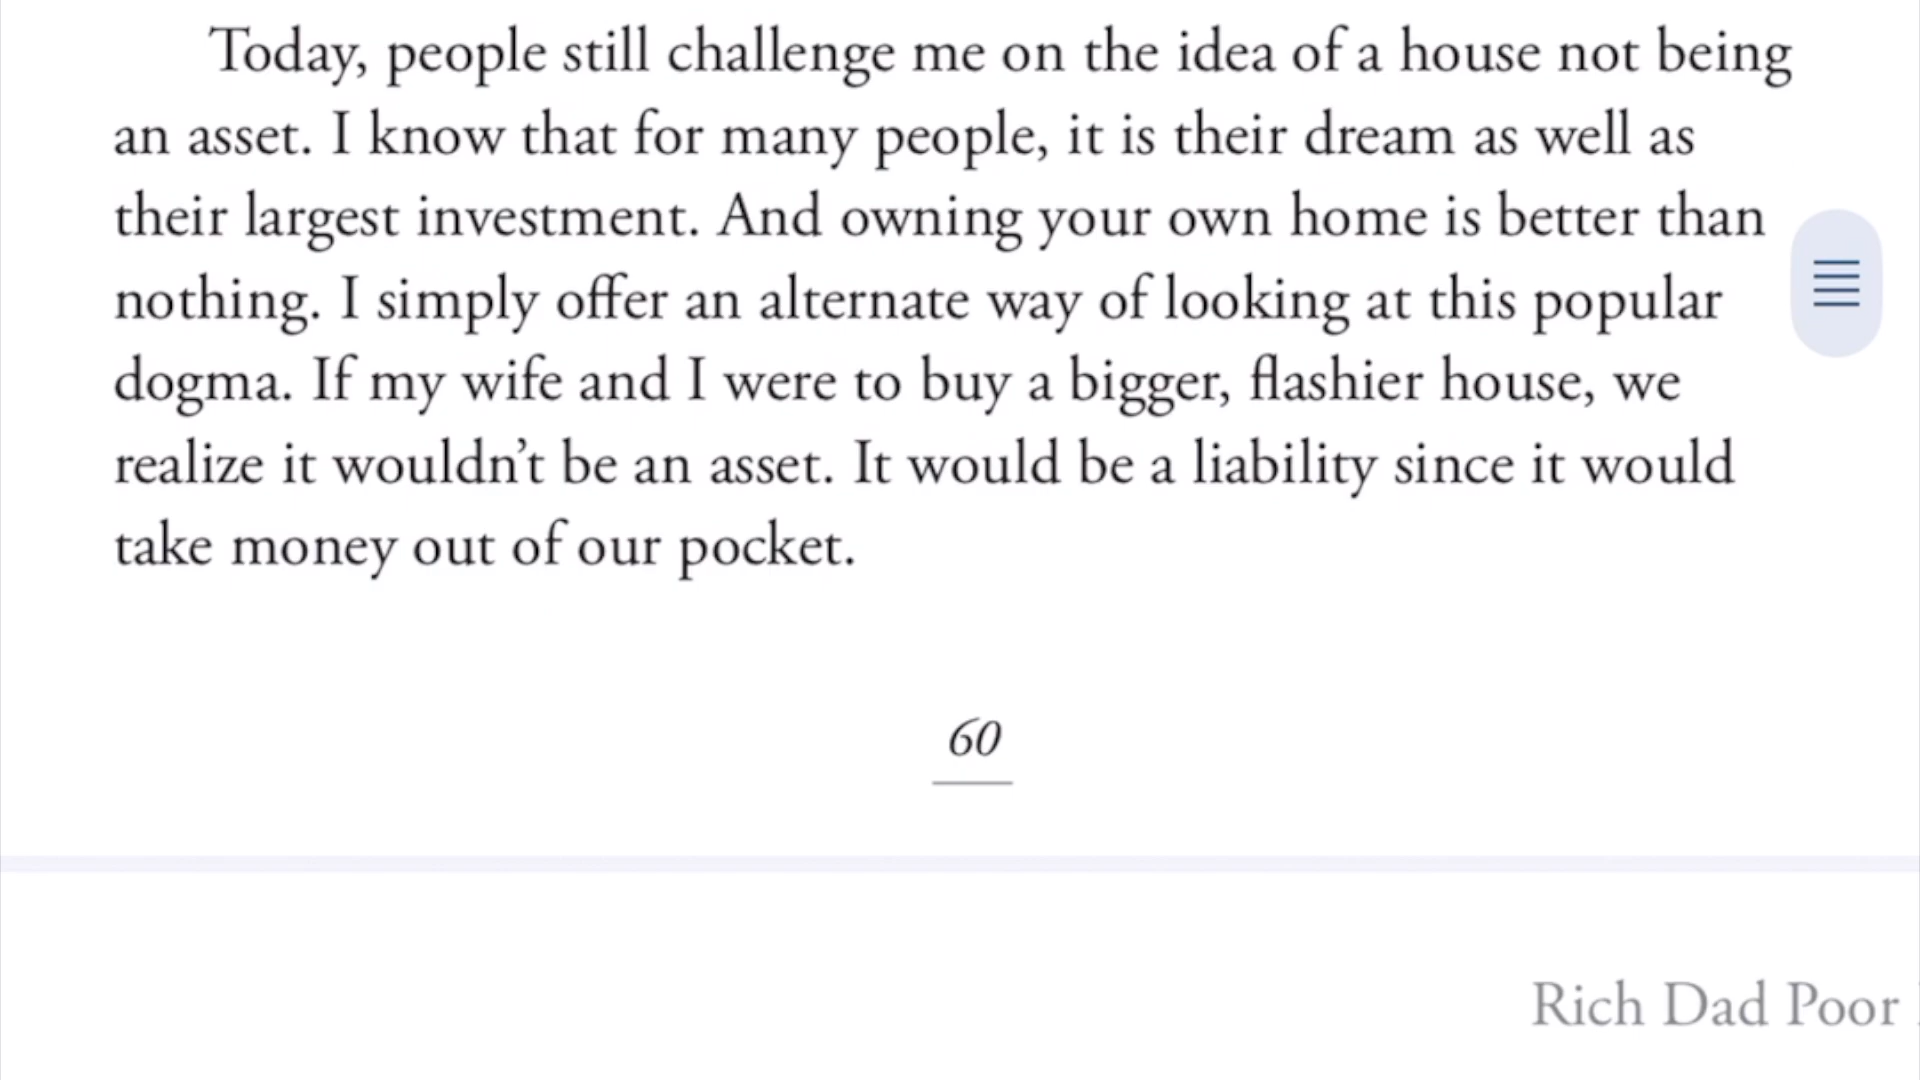 Today, people still challenge me on the idea of a house not being
an asset. I know that for many people, it is their dream as well as
their largest investment. And owning your own home is better than
nothing. I simply offer an alternate way of looking at this popular
dogma. If my wife and I were to buy a bigger, flashier house, we
realize it wouldn’t be an asset. It would be a liability since it would
take money out of our pocket.
60
Rich Dad Poor